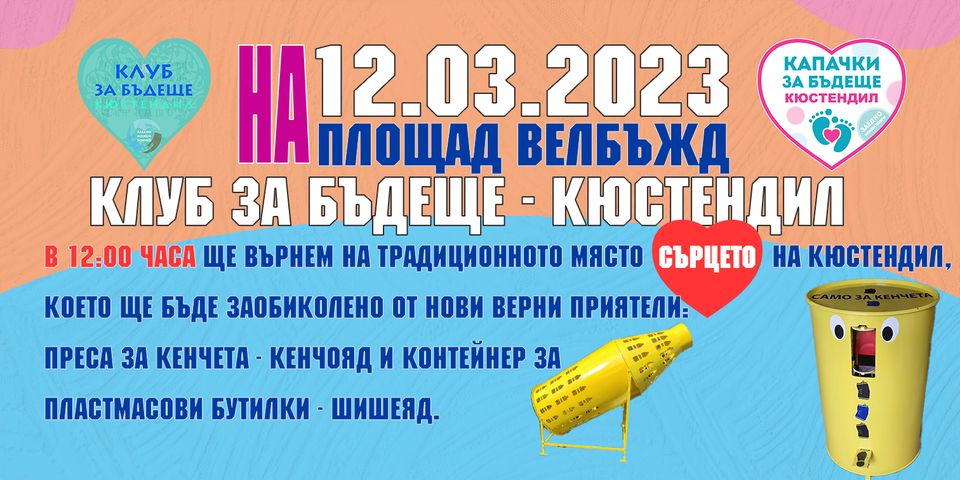 КЛУБ
ЗА БЪДЕЩЕ
КЮСТЕНДИЛ
НА 12.03.2023
ПЛОЩАД ВЕЛБЪЖД
КАПАЧКИ
ЗА БЪДЕЩЕ
КЮСТЕНДИЛ
ЗАЕДНО
КЛУБ ЗА БЪДЕЩЕ - КЮСТЕНДИЛ
В 12:00 ЧАСА ЩЕ ВЪРНЕМ НА ТРАДИЦИОННОТО МЯСТО СЪРЦЕТО НА КЮСТЕНДИЛ,
КОЕТО ЩЕ БЪДЕ ЗАОБИКОЛЕНО ОТ НОВИ ВЕРНИ ПРИЯТЕЛИ:
ПРЕСА ЗА КЕНЧЕТА - КЕНЧОЯД И КОНТЕЙНЕР ЗА
ПЛАСТМАСОВИ БУТИЛКИ - ШИШЕЯД.
САМО ЗА КЕНЧЕТА